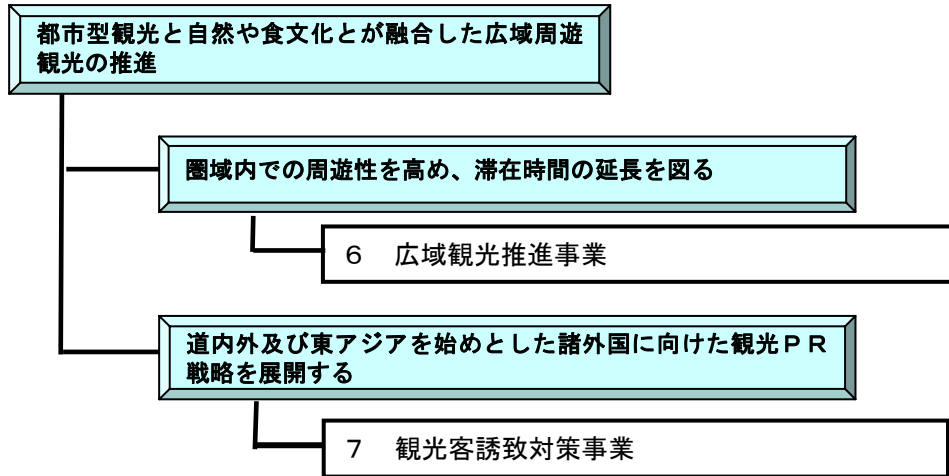 都市型観光と自然や食文化とが融合した広域周遊
観光の推進
圏域内での周遊性を高め、滞在時間の延長を図る
６　広域観光推進事業
道内外及び東アジアを始めとした諸外国に向けた観光ＰＲ
戦略を展開する
７　観光客誘致対策事業